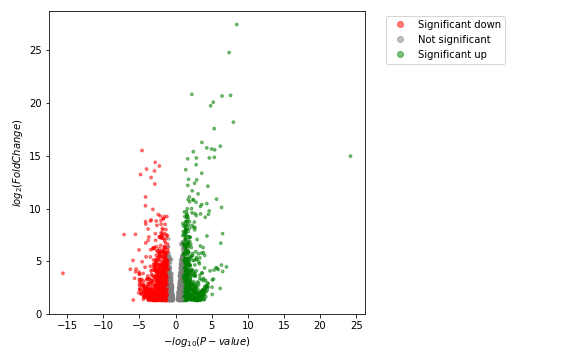 Significant down
Not significant
Significant up
25
20
15
10
5
0
log₂(FoldChange)
−15 −10 −5 0 5 10 15 20 25
−log₁₀(P − value)